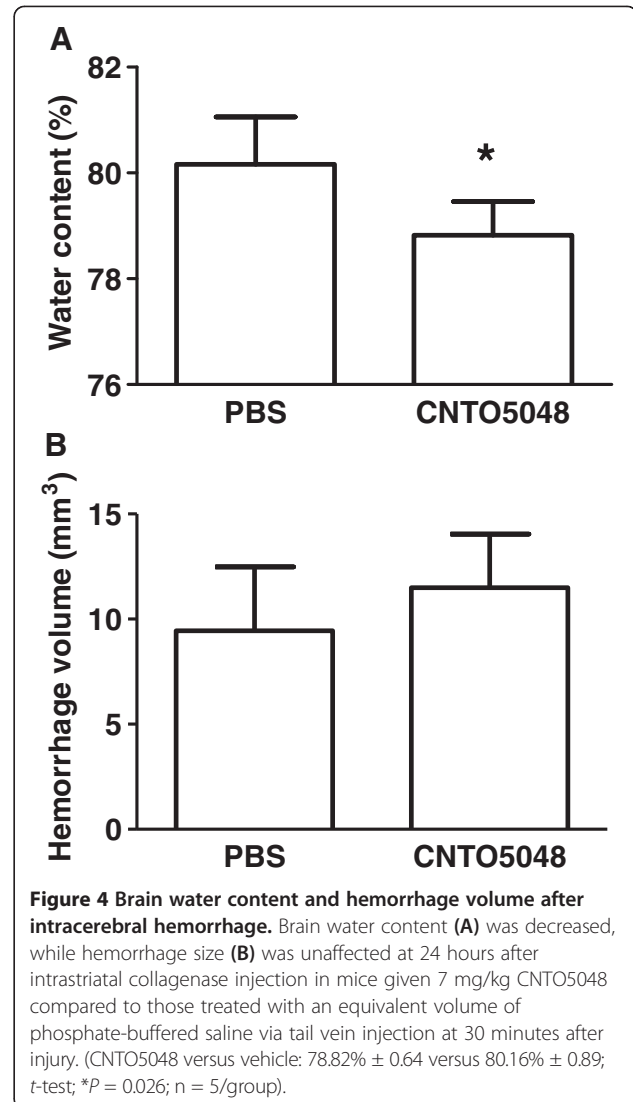 A
82
80
78
76
Water content (%)
*
PBS CNTO5048
B
15
10
5
0
Hemorrhage volume (mm³)
PBS CNTO5048
Figure 4 Brain water content and hemorrhage volume after
intracerebral hemorrhage. Brain water content (A) was decreased,
while hemorrhage size (B) was unaffected at 24 hours after
intrastriatal collagenase injection in mice given 7 mg/kg CNTO5048
compared to those treated with an equivalent volume of
phosphate-buffered saline via tail vein injection at 30 minutes after
injury. (CNTO5048 versus vehicle: 78.82% ± 0.64 versus 80.16% ± 0.89;
t-test; *P = 0.026; n = 5/group).